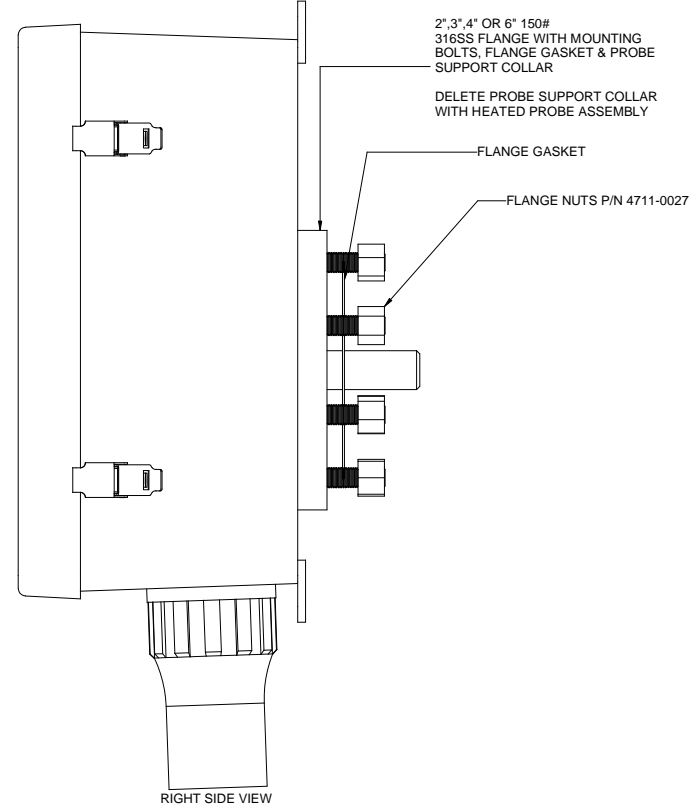 2",3",4" OR 6" 150#
316SS FLANGE WITH MOUNTING
BOLTS, FLANGE GASKET & PROBE
SUPPORT COLLAR
DELETE PROBE SUPPORT COLLAR
WITH HEATED PROBE ASSEMBLY
FLANGE GASKET
FLANGE NUTS P/N 4711-0027
RIGHT SIDE VIEW